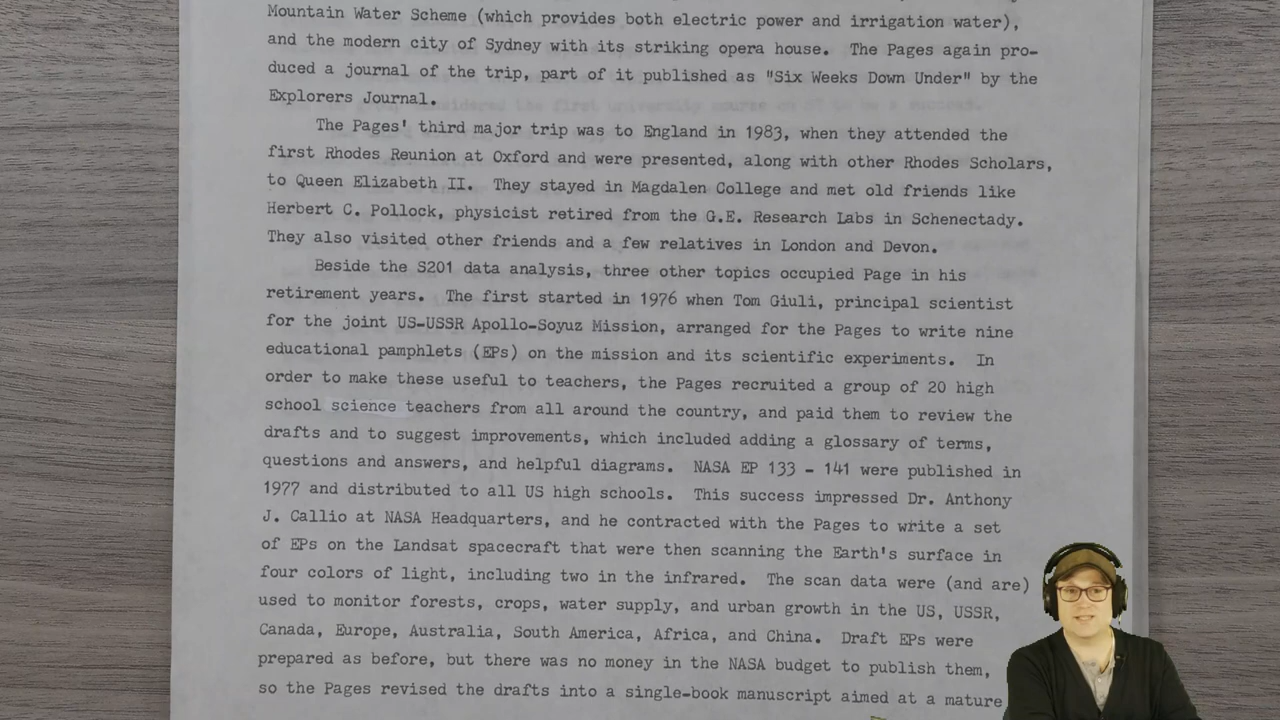 Mountain Water Scheme (which provides both electric power and irrigation water),
and the modern city of Sydney with its striking opera house. The Pages again pro-
duced a journal of the trip, part of it published as "Six Weeks Down Under" by the
Explorers Journal.
The Pages' third major trip was to England in 1983, when they attended the
first Rhodes Reunion at Oxford and were presented, along with other Rhodes Scholars,
to Queen Elizabeth II. They stayed in Magdalen College and met old friends like
Herbert C. Pollock, physicist retired from the G.E. Research Labs in Schenectady.
They also visited other friends and a few relatives in London and Devon.
Beside the S201 data analysis, three other topics occupied Page in his
retirement years. The first started in 1976 when Tom Giuli, principal scientist
for the joint US-USSR Apollo-Soyuz Mission, arranged for the Pages to write nine
educational pamphlets (EPs) on the mission and its scientific experiments. In
order to make these useful to teachers, the Pages recruited a group of 20 high
school science teachers from all around the country, and paid them to review the
drafts and to suggest improvements, which included adding a glossary of terms,
questions and answers, and helpful diagrams. NASA EP 133 - 141 were published in
1977 and distributed to all US high schools. This success impressed Dr. Anthony
J. Callio at NASA Headquarters, and he contracted with the Pages to write a set
of EPs on the Landsat spacecraft that were then scanning the Earth's surface in
four colors of light, including two in the infrared. The scan data were (and are)
used to monitor forests, crops, water supply, and urban growth in the US, USSR,
Canada, Europe, Australia, South America, Africa, and China. Draft EPs were
prepared as before, but there was no money in the NASA budget to publish them,
so the Pages revised the drafts into a single-book manuscript aimed at a mature